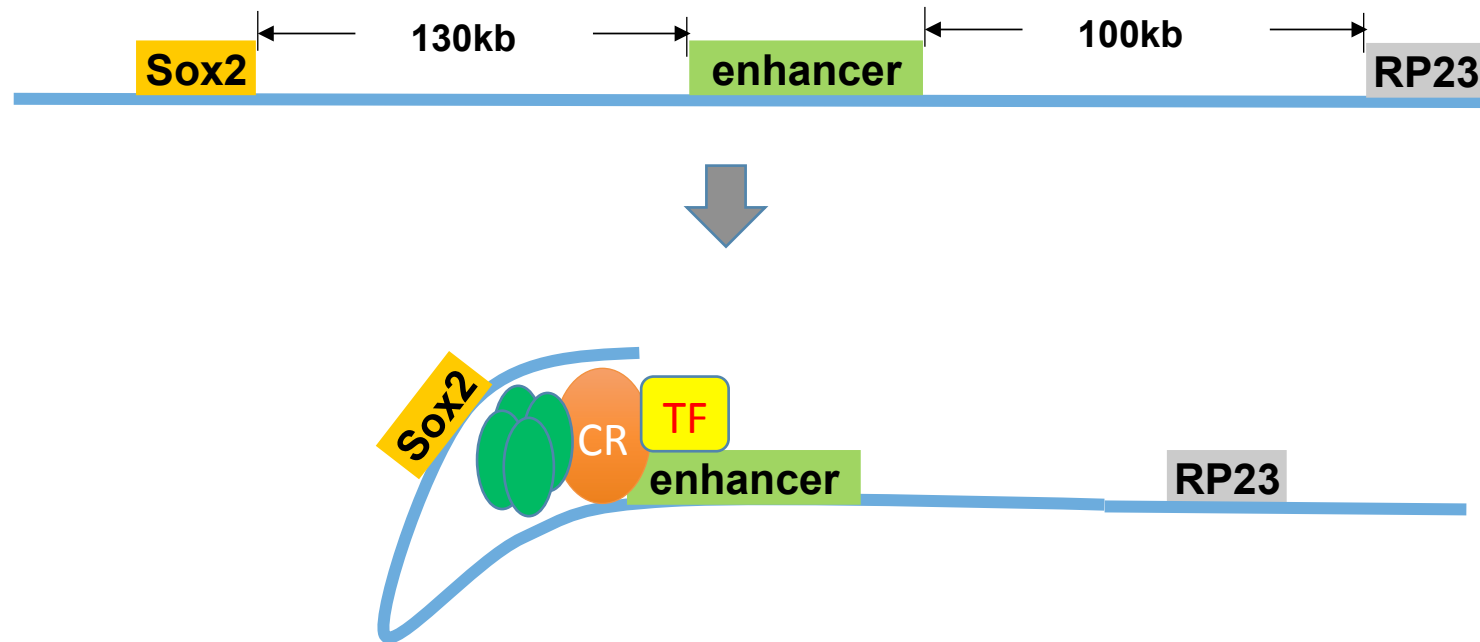 130kb
100kb
Sox2
enhancer
RP23
Sox2
CR
TF
enhancer
RP23